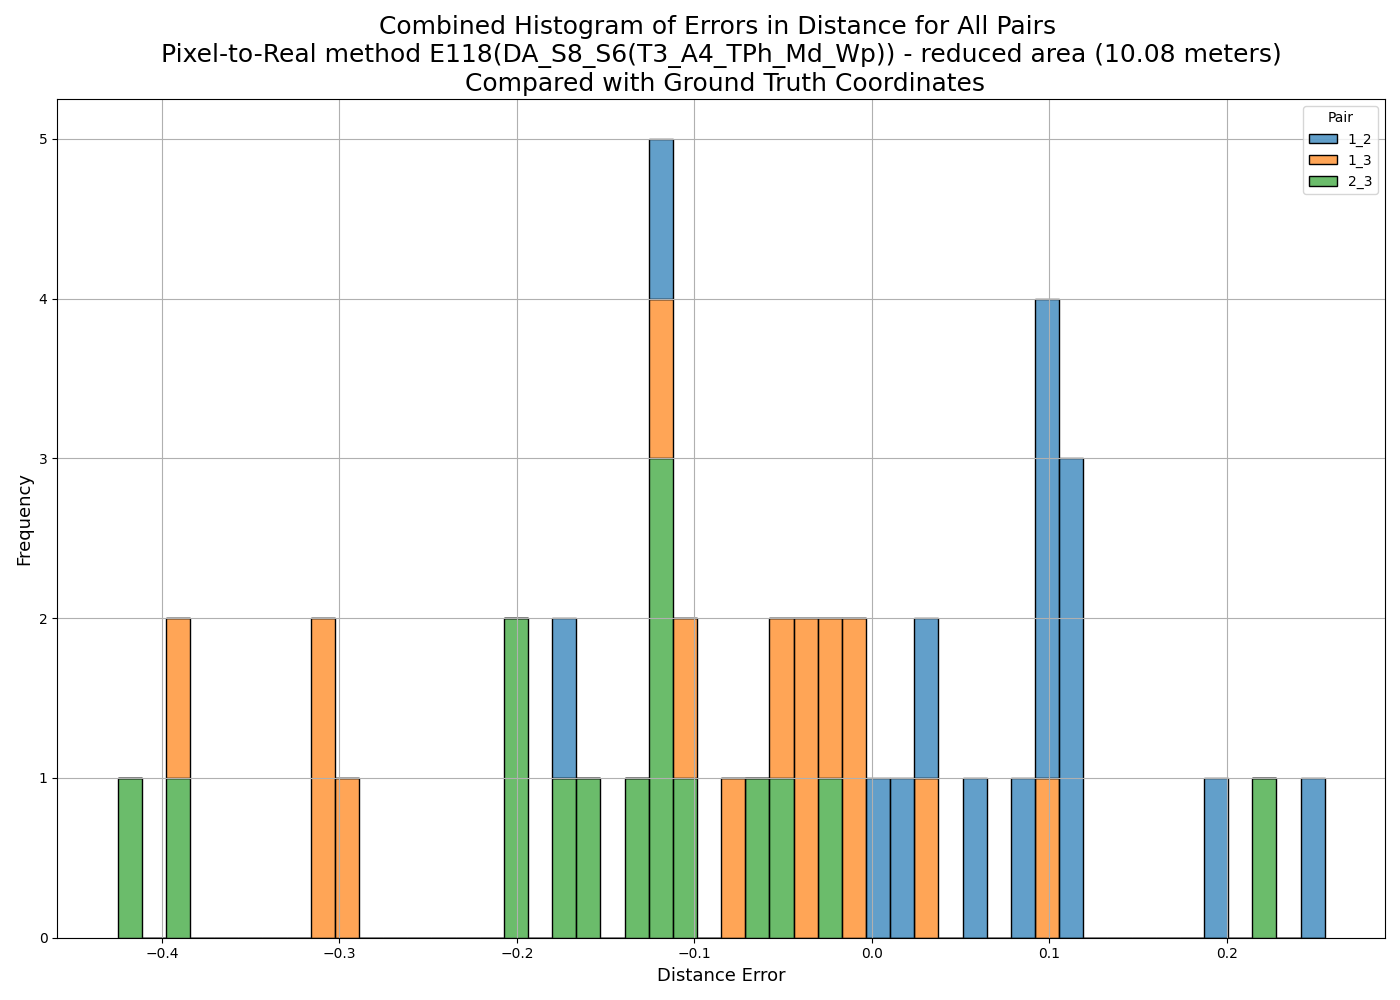 Combined Histogram of Errors in Distance for All Pairs
Pixel-to-Real method E118(DA_S8_S6(T3_A4_TPh_Md_Wp)) - reduced area (10.08 meters)
Compared with Ground Truth Coordinates
Pair
1_2
1_3
2_3
Frequency
5
4
3
2
1
0
−0.4 −0.3 −0.2 −0.1 0.0 0.1 0.2
Distance Error